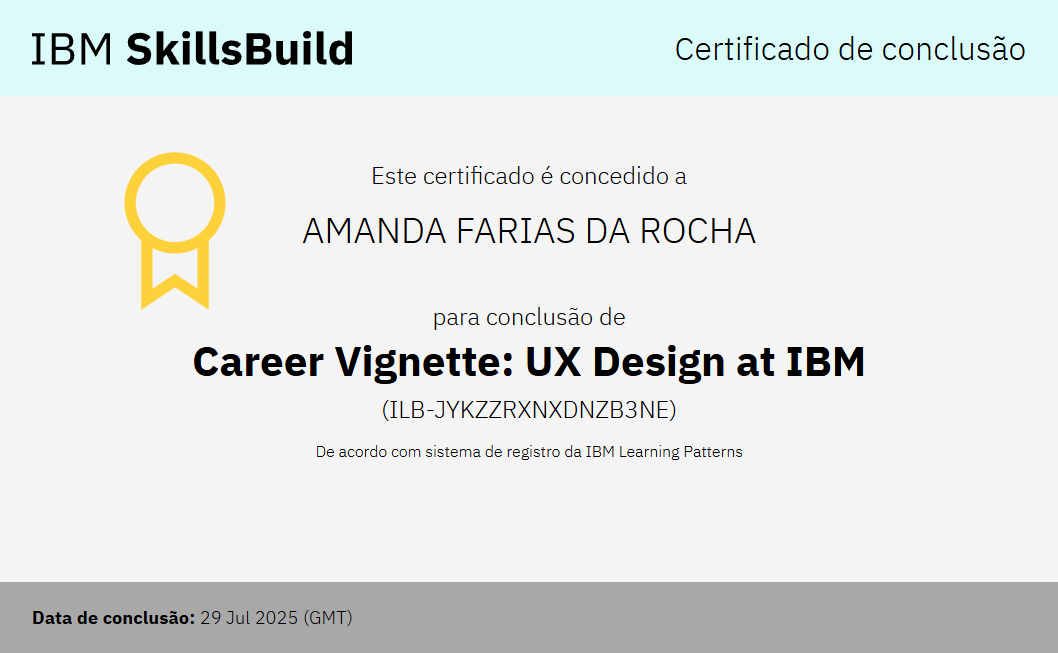 IBM SkillsBuild
Certificado de conclusão
Este certificado é concedido a
AMANDA FARIAS DA ROCHA
para conclusão de
Career Vignette: UX Design at IBM
(ILB-JYKZZRXNXDNZB3NE)
De acordo com sistema de registro da IBM Learning Patterns
Data de conclusão: 29 Jul 2025 (GMT)